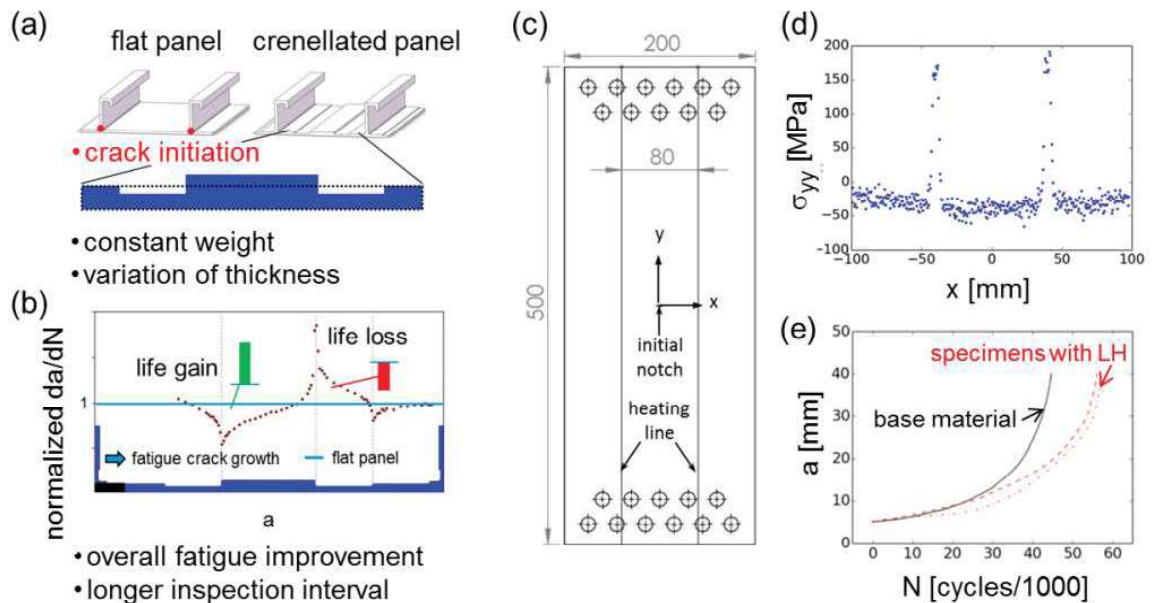 (a)
flat panel
crenellated panel
• crack initiation
• constant weight
• variation of thickness
(b)
normalized da/dN
1
life gain
life loss
fatigue crack growth
flat panel
a
• overall fatigue improvement
• longer inspection interval
(c)
200
500
80
y
x
initial
notch
heating
line
(d)
σyy [MPa]
200
150
100
50
0
−50
−100
−100
−50
0
50
100
x [mm]
(e)
a [mm]
50
40
30
20
10
0
specimens with LH
base material
0
10
20
30
40
50
60
N [cycles/1000]